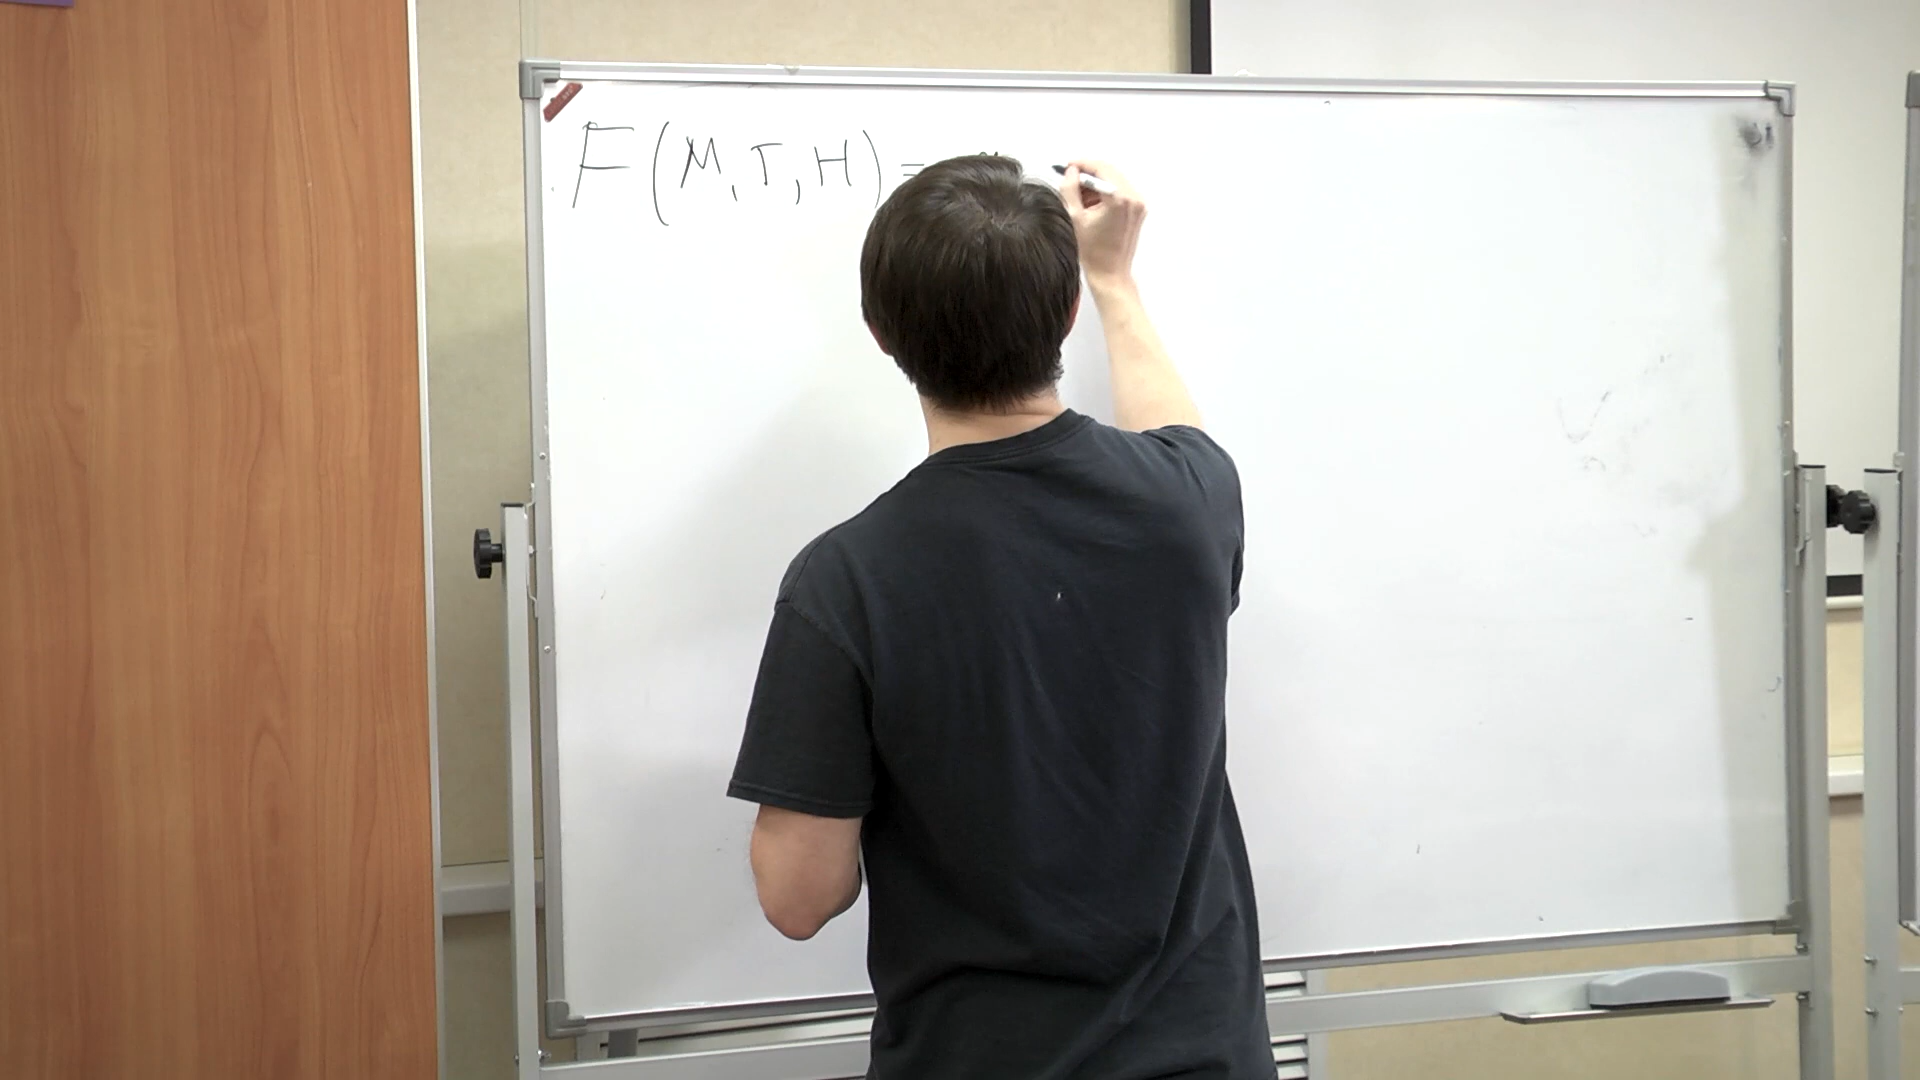 F(M,T,H) =